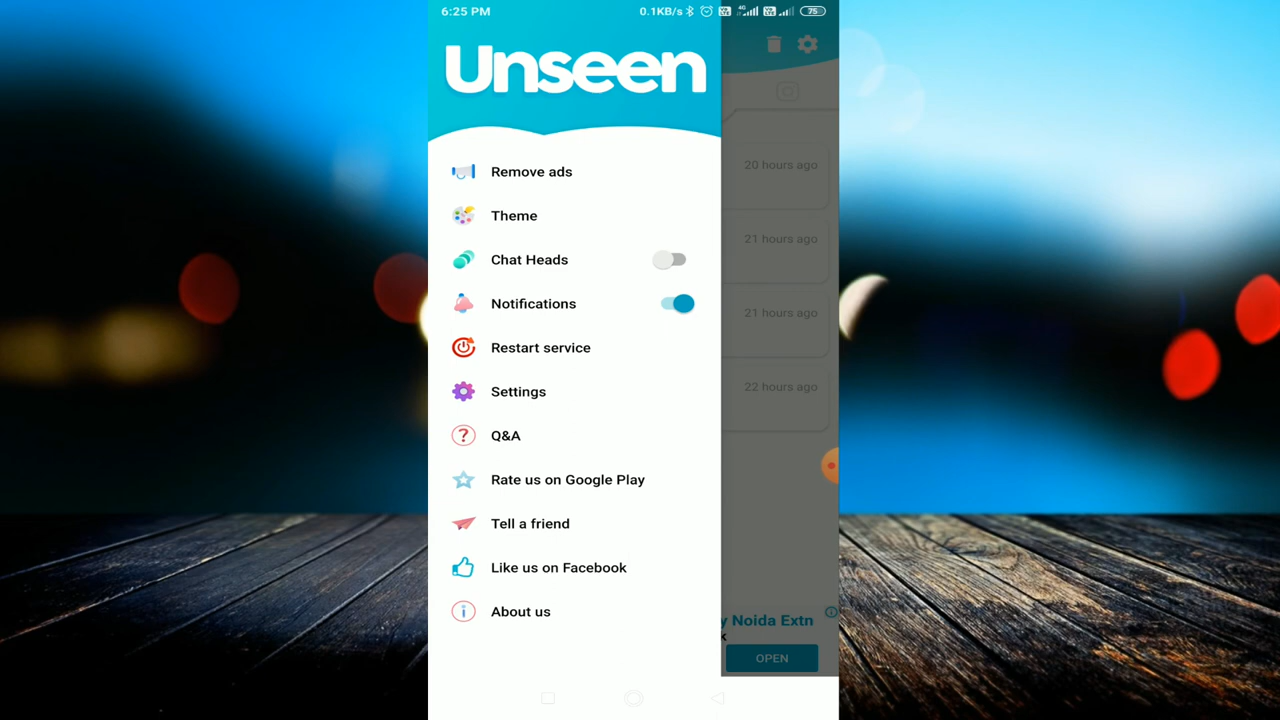 6:25 PM
0.1KB/s 4G 75
Unseen
Remove ads
Theme
Chat Heads
Notifications
Restart service
Settings
Q&A
Rate us on Google Play
Tell a friend
Like us on Facebook
About us
20 hours ago
21 hours ago
21 hours ago
22 hours ago
y Noida Extn
k
OPEN